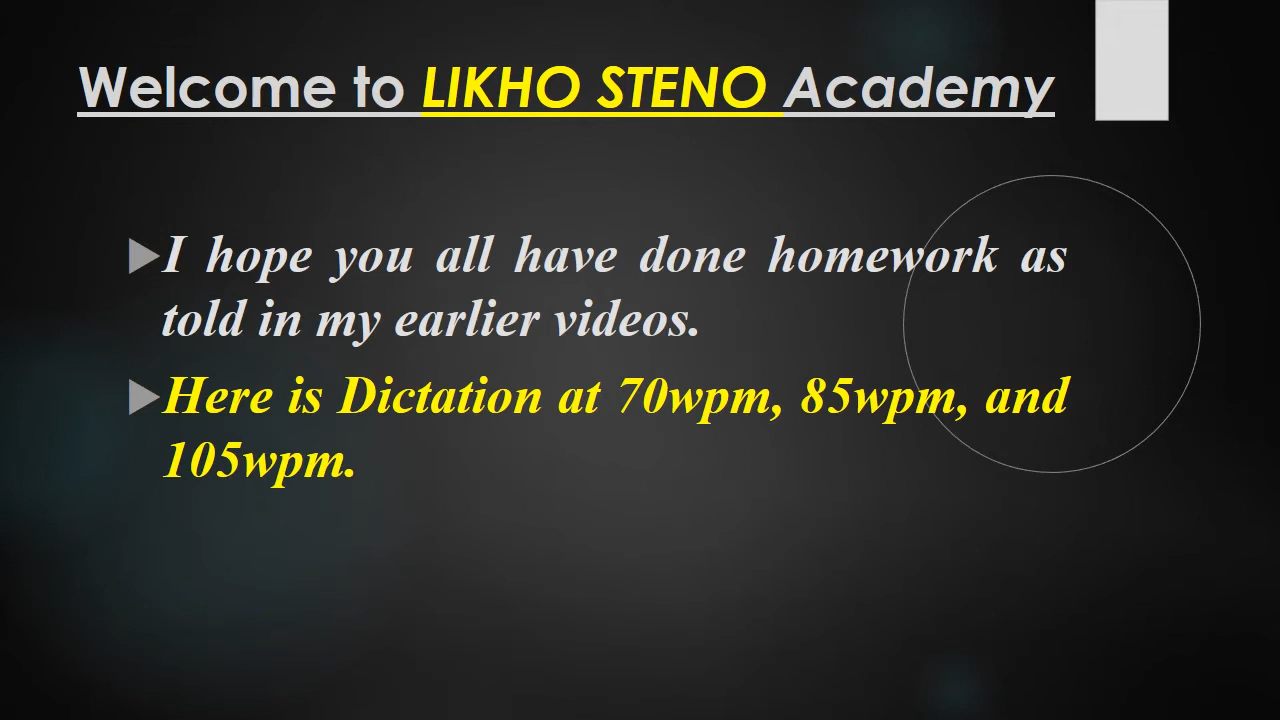 Welcome to LIKHO STENO Academy
I hope you all have done homework as
told in my earlier videos.
Here is Dictation at 70wpm, 85wpm, and
105wpm.